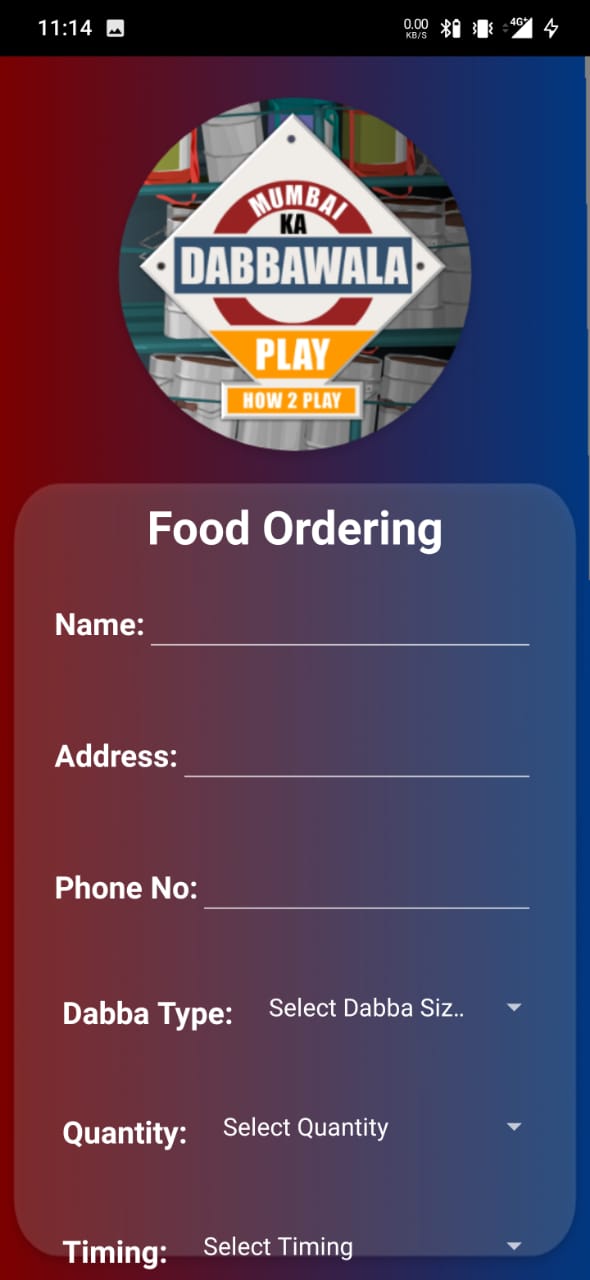 11:14
0.00
KB/S
4G+
MUMBAI
KA
DABBAWALA
PLAY
HOW 2 PLAY
Food Ordering
Name:
Address:
Phone No:
Dabba Type: Select Dabba Siz..
Quantity: Select Quantity
Timing: Select Timing